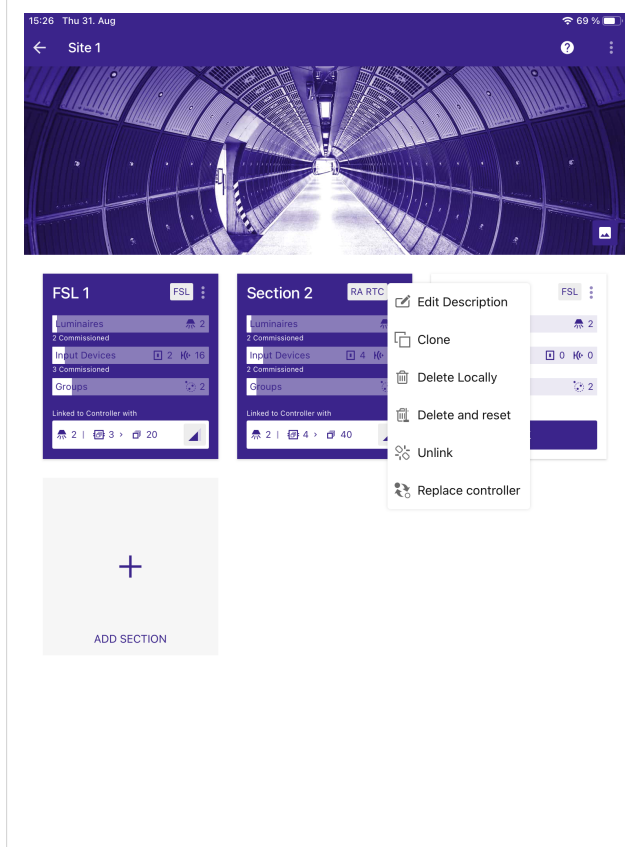 15:26 Thu 31. Aug
69 %
Site 1
FSL 1
FSL
Luminaires
2
2 Commissioned
Input Devices
2
16
3 Commissioned
Groups
2
Linked to Controller with
2 | 3 > 20
Section 2
RA RTC
Luminaires
2 Commissioned
Input Devices
4
2 Commissioned
Groups
Linked to Controller with
2 | 4 > 40
Edit Description
Clone
Delete Locally
Delete and reset
Unlink
Replace controller
FSL
2
0
0
2
ADD SECTION